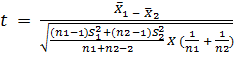 t = X̄₁ - X̄₂ / √((n1−1)S₁²+(n2−1)S₂² / n1+n2−2 X (1/n1 + 1/n2))